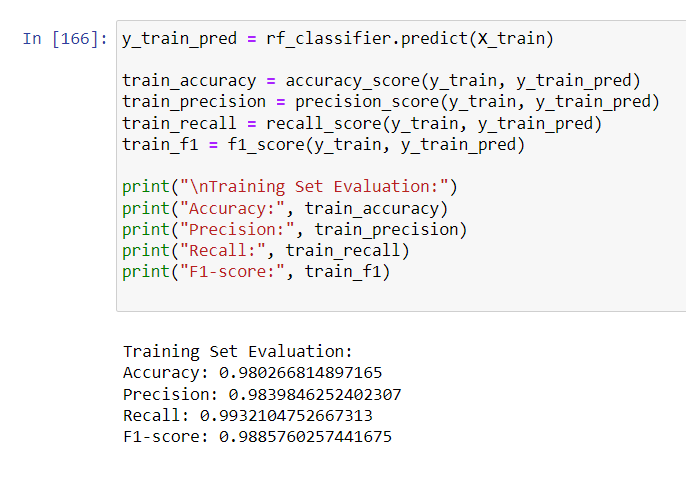 In [166]: y_train_pred = rf_classifier.predict(X_train)
train_accuracy = accuracy_score(y_train, y_train_pred)
train_precision = precision_score(y_train, y_train_pred)
train_recall = recall_score(y_train, y_train_pred)
train_f1 = f1_score(y_train, y_train_pred)
print("\nTraining Set Evaluation:")
print("Accuracy:", train_accuracy)
print("Precision:", train_precision)
print("Recall:", train_recall)
print("F1-score:", train_f1)
Training Set Evaluation:
Accuracy: 0.980266814897165
Precision: 0.9839846252402307
Recall: 0.9932104752667313
F1-score: 0.9885760257441675